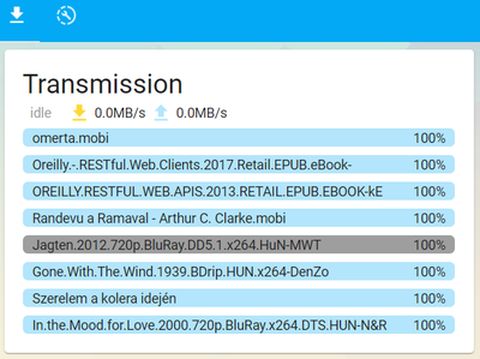 Transmission
idle 0.0MB/s 0.0MB/s
omerta.mobi 100%
Oreilly.-.RESTful.Web.Clients.2017.Retail.EPUB.eBook- 100%
OREILLY.RESTFUL.WEB.APIS.2013.RETAIL.EPUB.EBOOK-kE 100%
Randevu a Ramaval - Arthur C. Clarke.mobi 100%
Jagten.2012.720p.BluRay.DD5.1.x264.HuN-MWT 100%
Gone.With.The.Wind.1939.BDrip.HUN.x264-DenZo 100%
Szerelem a kolera idején 100%
In.the.Mood.for.Love.2000.720p.BluRay.x264.DTS.HUN-N&R 100%